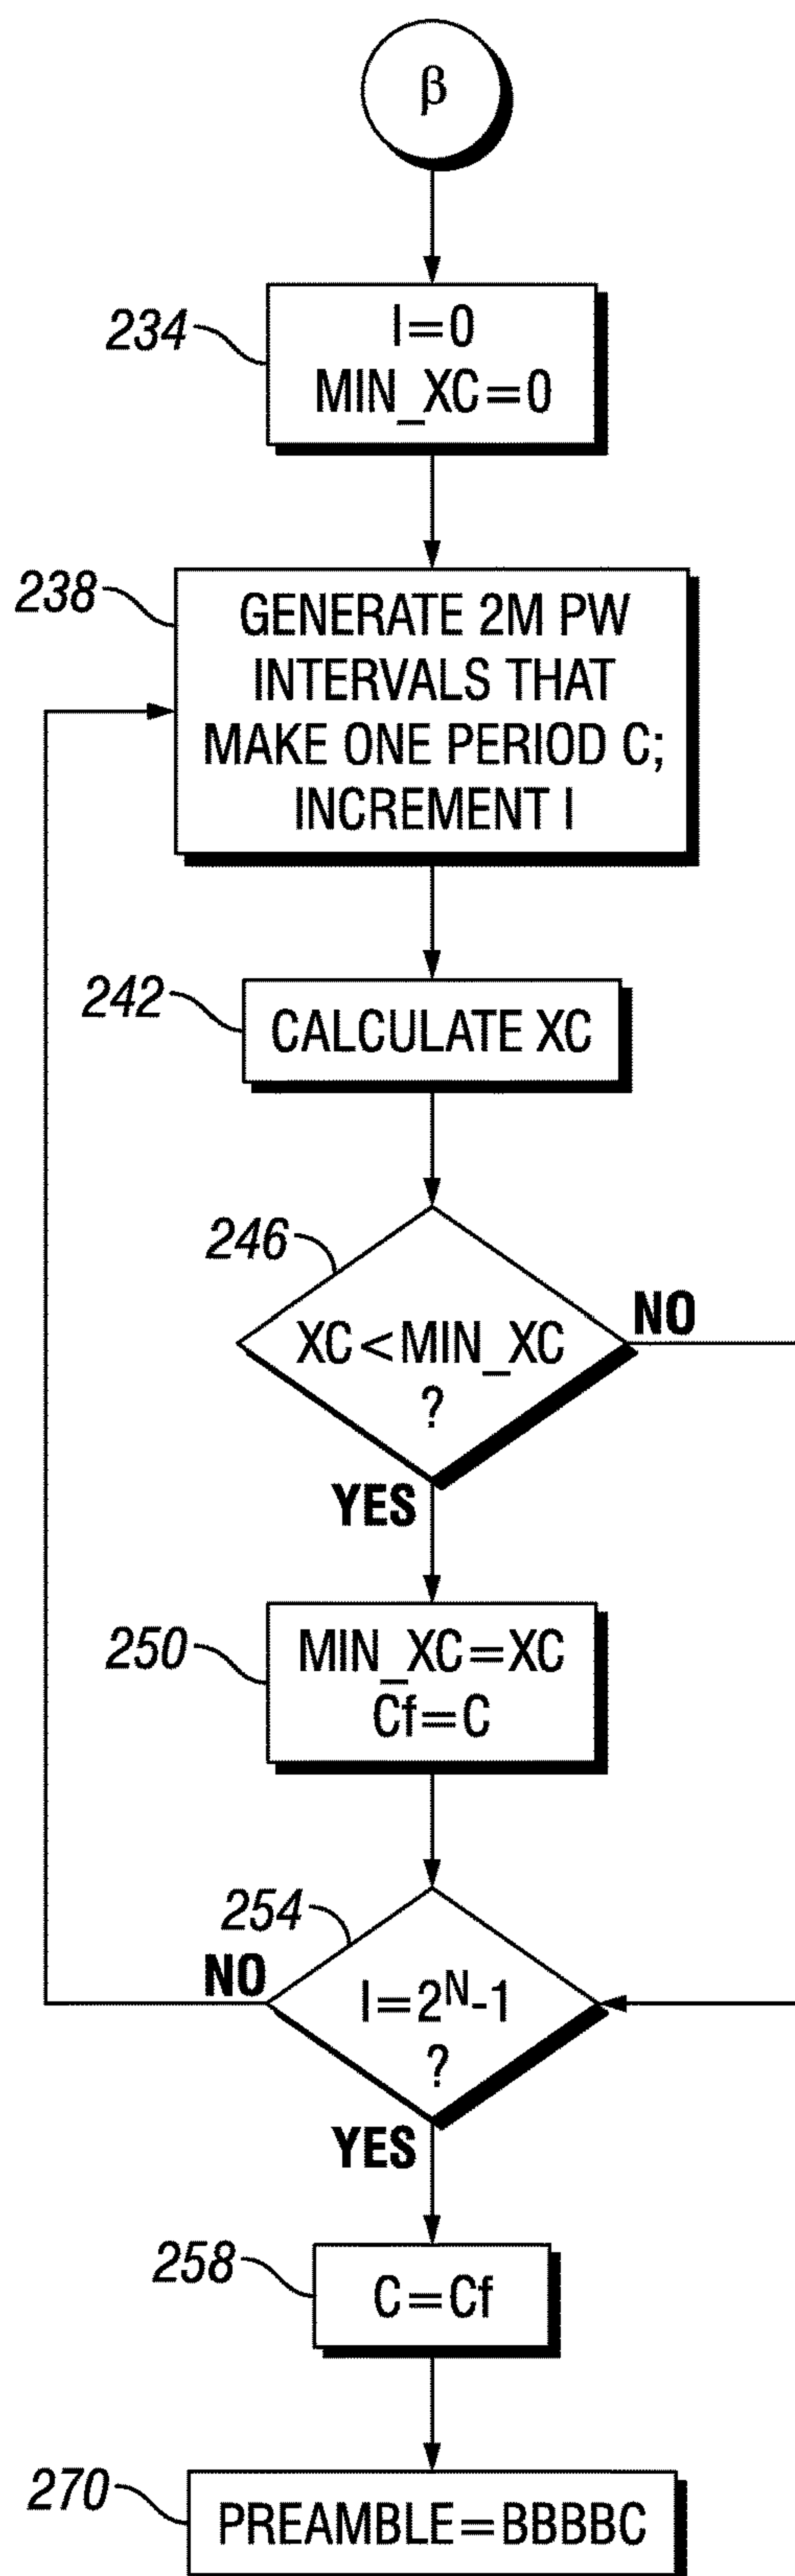 β
234
I=0
MIN_XC=0
238
GENERATE 2M PW
INTERVALS THAT
MAKE ONE PERIOD C;
INCREMENT I
242
CALCULATE XC
246
XC<MIN_XC
?
NO
YES
250
MIN_XC=XC
Cf=C
254
NO
I=2ᴺ-1
?
YES
258
C=Cf
270
PREAMBLE=BBBBC